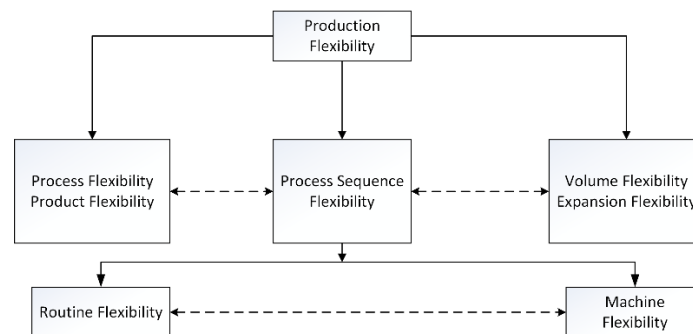 Production
Flexibility
Process Flexibility
Product Flexibility
Process Sequence
Flexibility
Volume Flexibility
Expansion Flexibility
Routine Flexibility
Machine
Flexibility